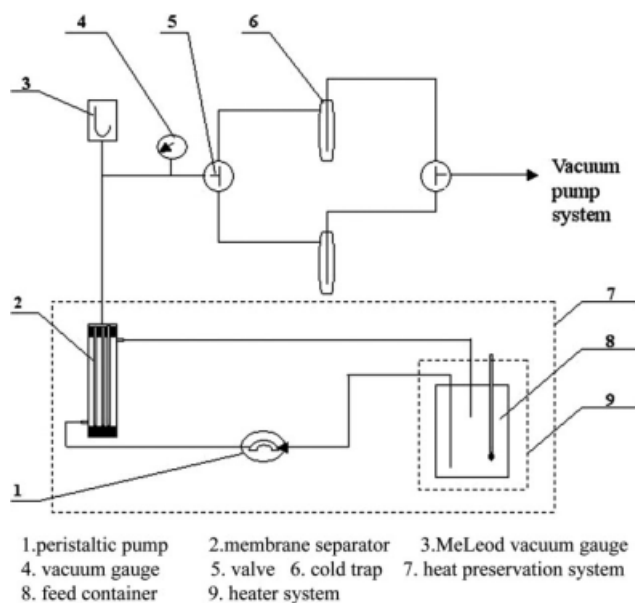 4
5
6
3
Vacuum
pump
system
2
7
8
9
1
1.peristaltic pump 2.membrane separator 3.MeLeod vacuum gauge
4. vacuum gauge 5. valve 6. cold trap 7. heat preservation system
8. feed container 9. heater system